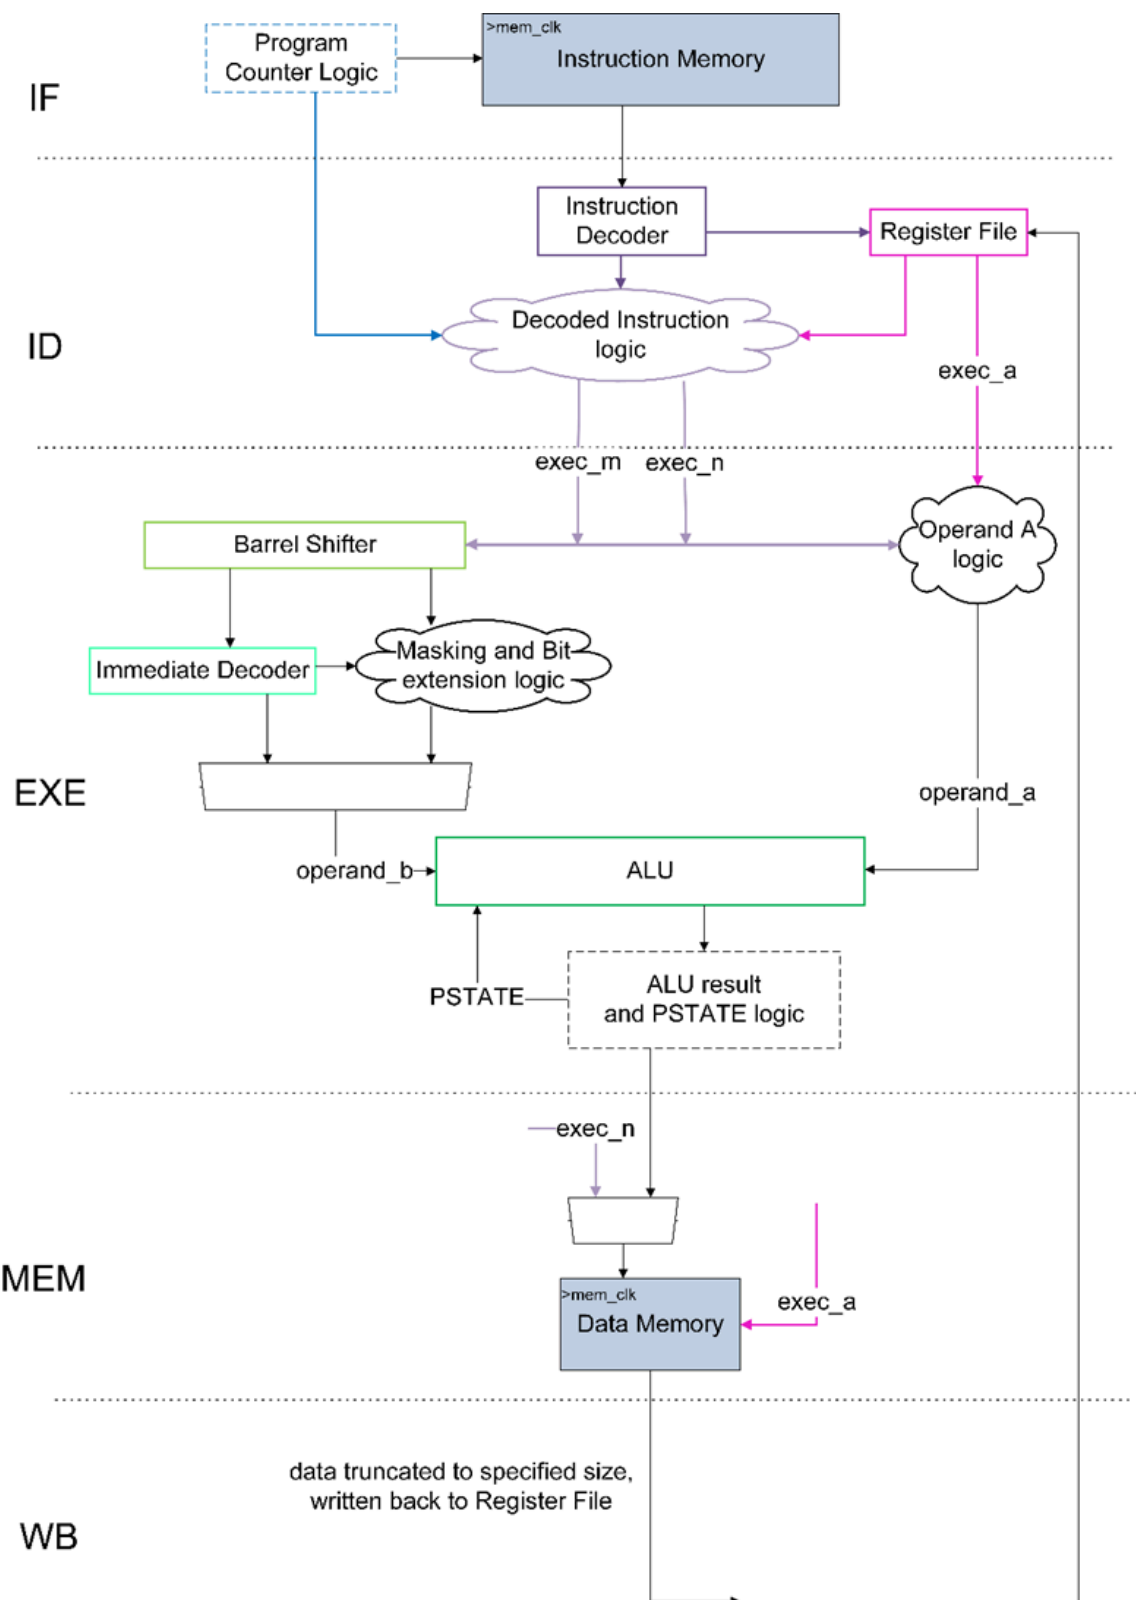 >mem_clk
Program
Counter Logic
Instruction Memory
IF
Instruction
Decoder
Register File
Decoded Instruction
logic
ID
exec_a
exec_m
exec_n
Operand A
logic
Barrel Shifter
Masking and Bit
extension logic
Immediate Decoder
EXE
operand_a
operand_b
ALU
PSTATE
ALU result
and PSTATE logic
exec_n
MEM
>mem_clk
Data Memory
exec_a
data truncated to specified size,
written back to Register File
WB